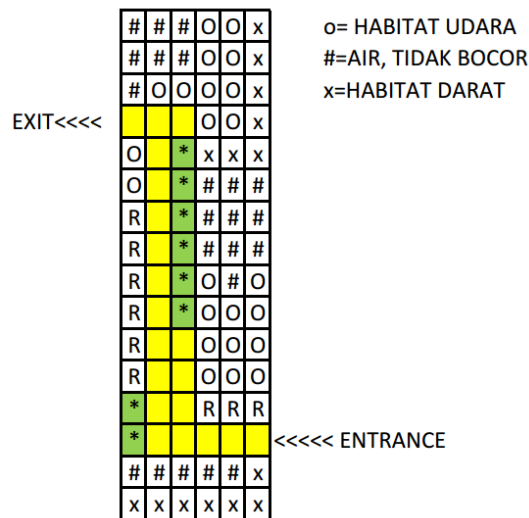 # # # O O x o= HABITAT UDARA
# # # O O x #=AIR, TIDAK BOCOR
# O O O O x x=HABITAT DARAT
EXIT<<<< O O x
O * x x x
O * # # #
R * # # #
R * # # #
R * O # O
R * O O O
R O O O
R O O O
* R R R
* <<<<< ENTRANCE
# # # # # x
x x x x x x